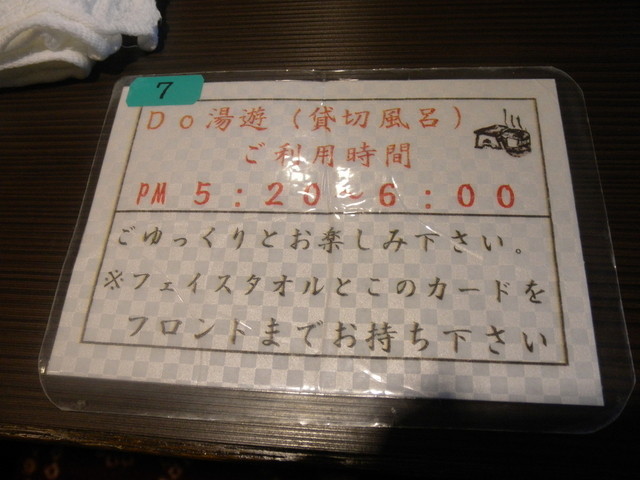 7
Do湯遊(貸切風呂)
ご利用時間
PM 5:20~6:00
ごゆっくりとお楽しみ下さい。
※フェイスタオルとこのカードを
フロントまでお持ち下さい